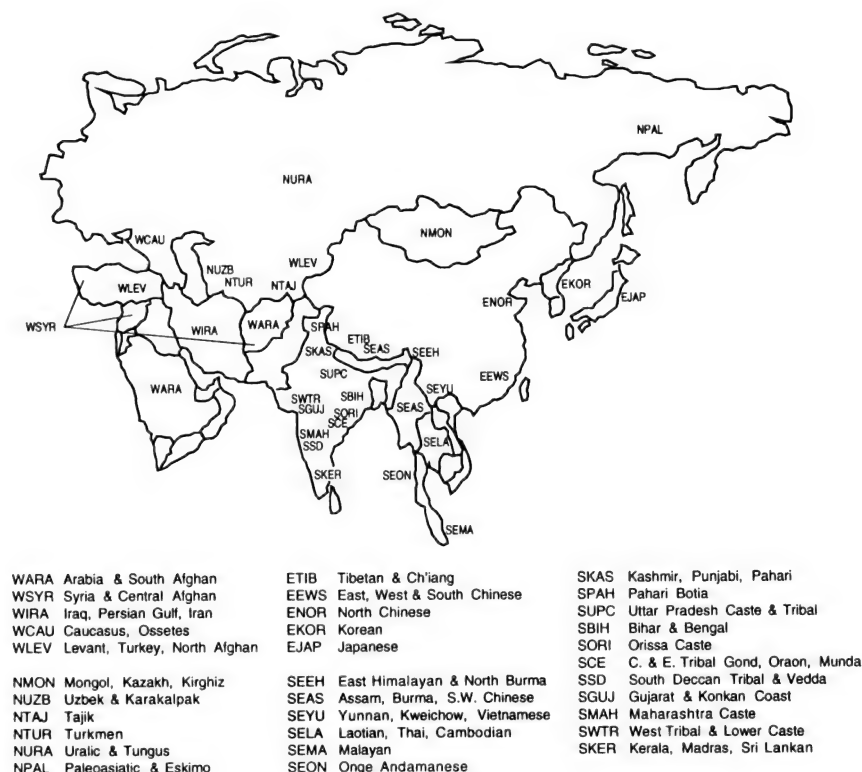 NPAL
NURA
NMON
WCAU
WLEV
NUZB
NTUR
NTAJ
WLEV
EKOR
ENOR
EJAP
WSYR
WIRA
WARA
SPAH
ETIB
SKAS
SEAS
SEEH
SUPC
EEWS
WARA
SEYU
SWTR
SBIH
SGUJ
SORI
SEAS
SCE
SMAH
SSD
SELA
SKER
SEON
SEMA
WARA Arabia & South Afghan
WSYR Syria & Central Afghan
WIRA Iraq, Persian Gulf, Iran
WCAU Caucasus, Ossetes
WLEV Levant, Turkey, North Afghan
NMON Mongol, Kazakh, Kirghiz
NUZB Uzbek & Karakalpak
NTAJ Tajik
NTUR Turkmen
NURA Uralic & Tungus
NPAL Paleoasiatic & Eskimo
ETIB Tibetan & Ch'iang
EEWS East, West & South Chinese
ENOR North Chinese
EKOR Korean
EJAP Japanese
SEEH East Himalayan & North Burma
SEAS Assam, Burma, S.W. Chinese
SEYU Yunnan, Kweichow, Vietnamese
SELA Laotian, Thai, Cambodian
SEMA Malayan
SEON Onge Andamanese
SKAS Kashmir, Punjabi, Pahari
SPAH Pahari Botia
SUPC Uttar Pradesh Caste & Tribal
SBIH Bihar & Bengal
SORI Orissa Caste
SCE C. & E. Tribal Gond, Oraon, Munda
SSD South Deccan Tribal & Vedda
SGUJ Gujarat & Konkan Coast
SMAH Maharashtra Caste
SWTR West Tribal & Lower Caste
SKER Kerala, Madras, Sri Lankan